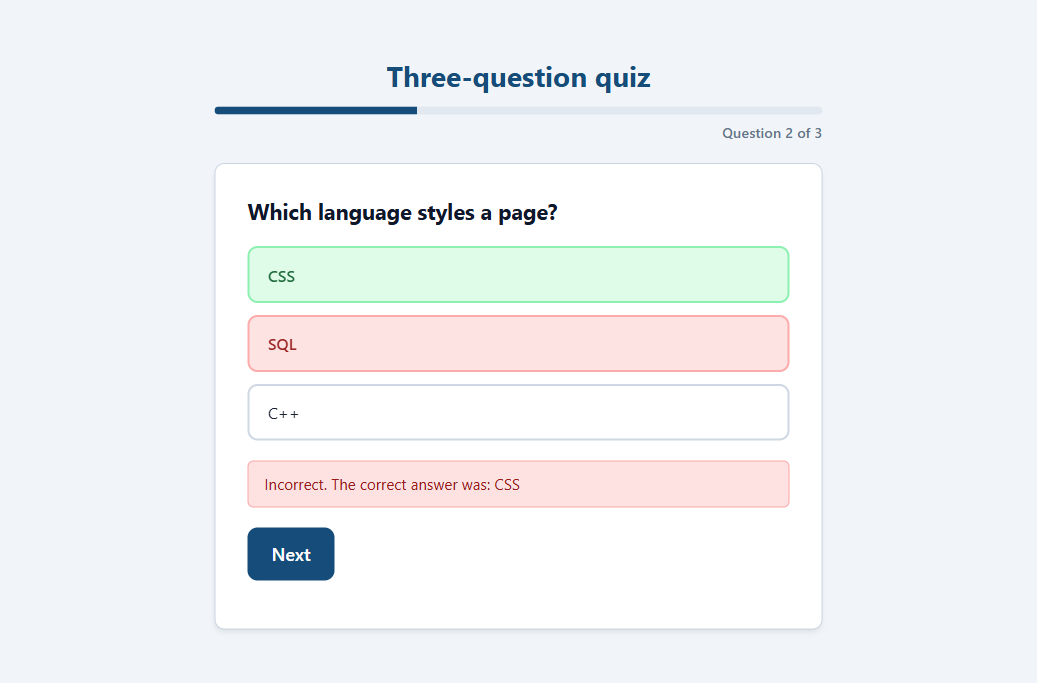 Three-question quiz
Question 2 of 3
Which language styles a page?
CSS
SQL
C++
Incorrect. The correct answer was: CSS
Next